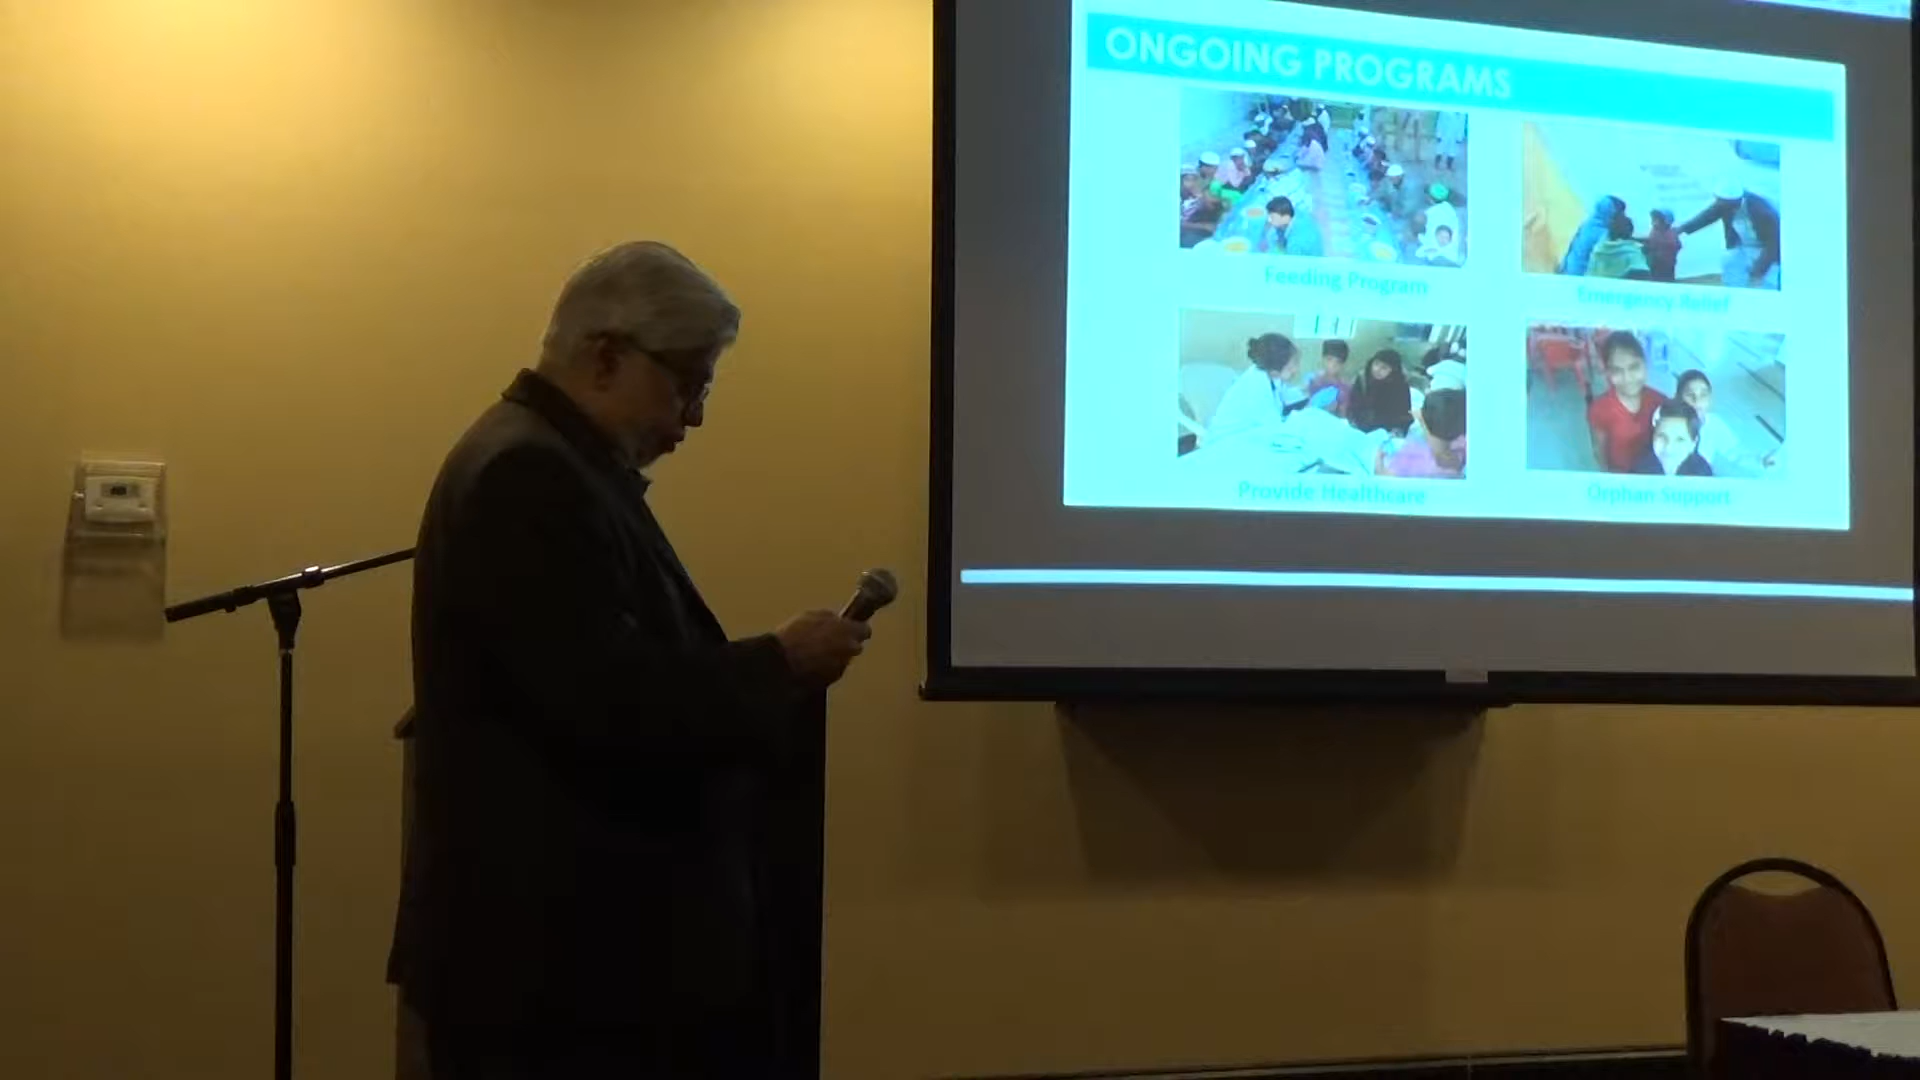 ONGOING PROGRAMS
Feeding Program
Emergency Relief
Provide Healthcare
Orphan Support